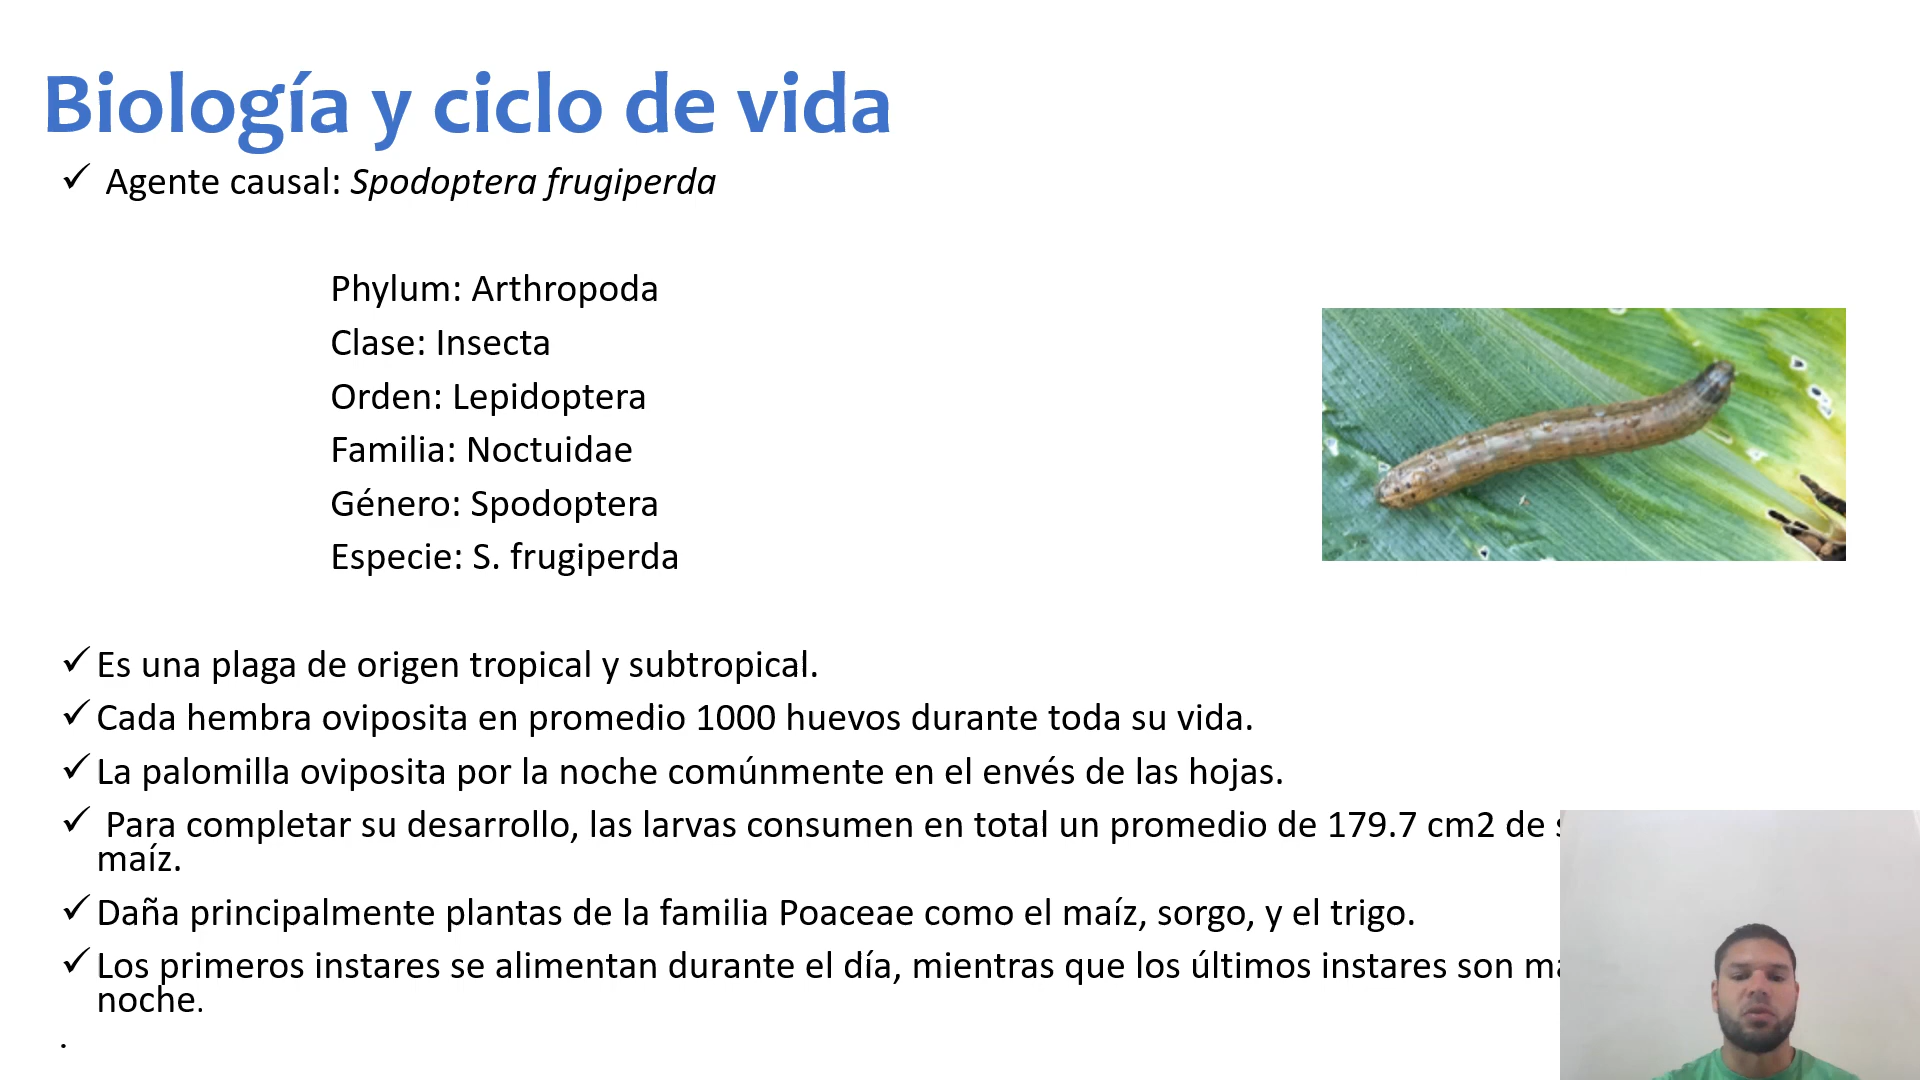 Biología y ciclo de vida
✓ Agente causal: Spodoptera frugiperda
Phylum: Arthropoda
Clase: Insecta
Orden: Lepidoptera
Familia: Noctuidae
Género: Spodoptera
Especie: S. frugiperda
✓ Es una plaga de origen tropical y subtropical.
✓ Cada hembra oviposita en promedio 1000 huevos durante toda su vida.
✓ La palomilla oviposita por la noche comúnmente en el envés de las hojas.
✓ Para completar su desarrollo, las larvas consumen en total un promedio de 179.7 cm2 de
maíz.
✓ Daña principalmente plantas de la familia Poaceae como el maíz, sorgo, y el trigo.
✓ Los primeros instares se alimentan durante el día, mientras que los últimos instares son
noche.
.